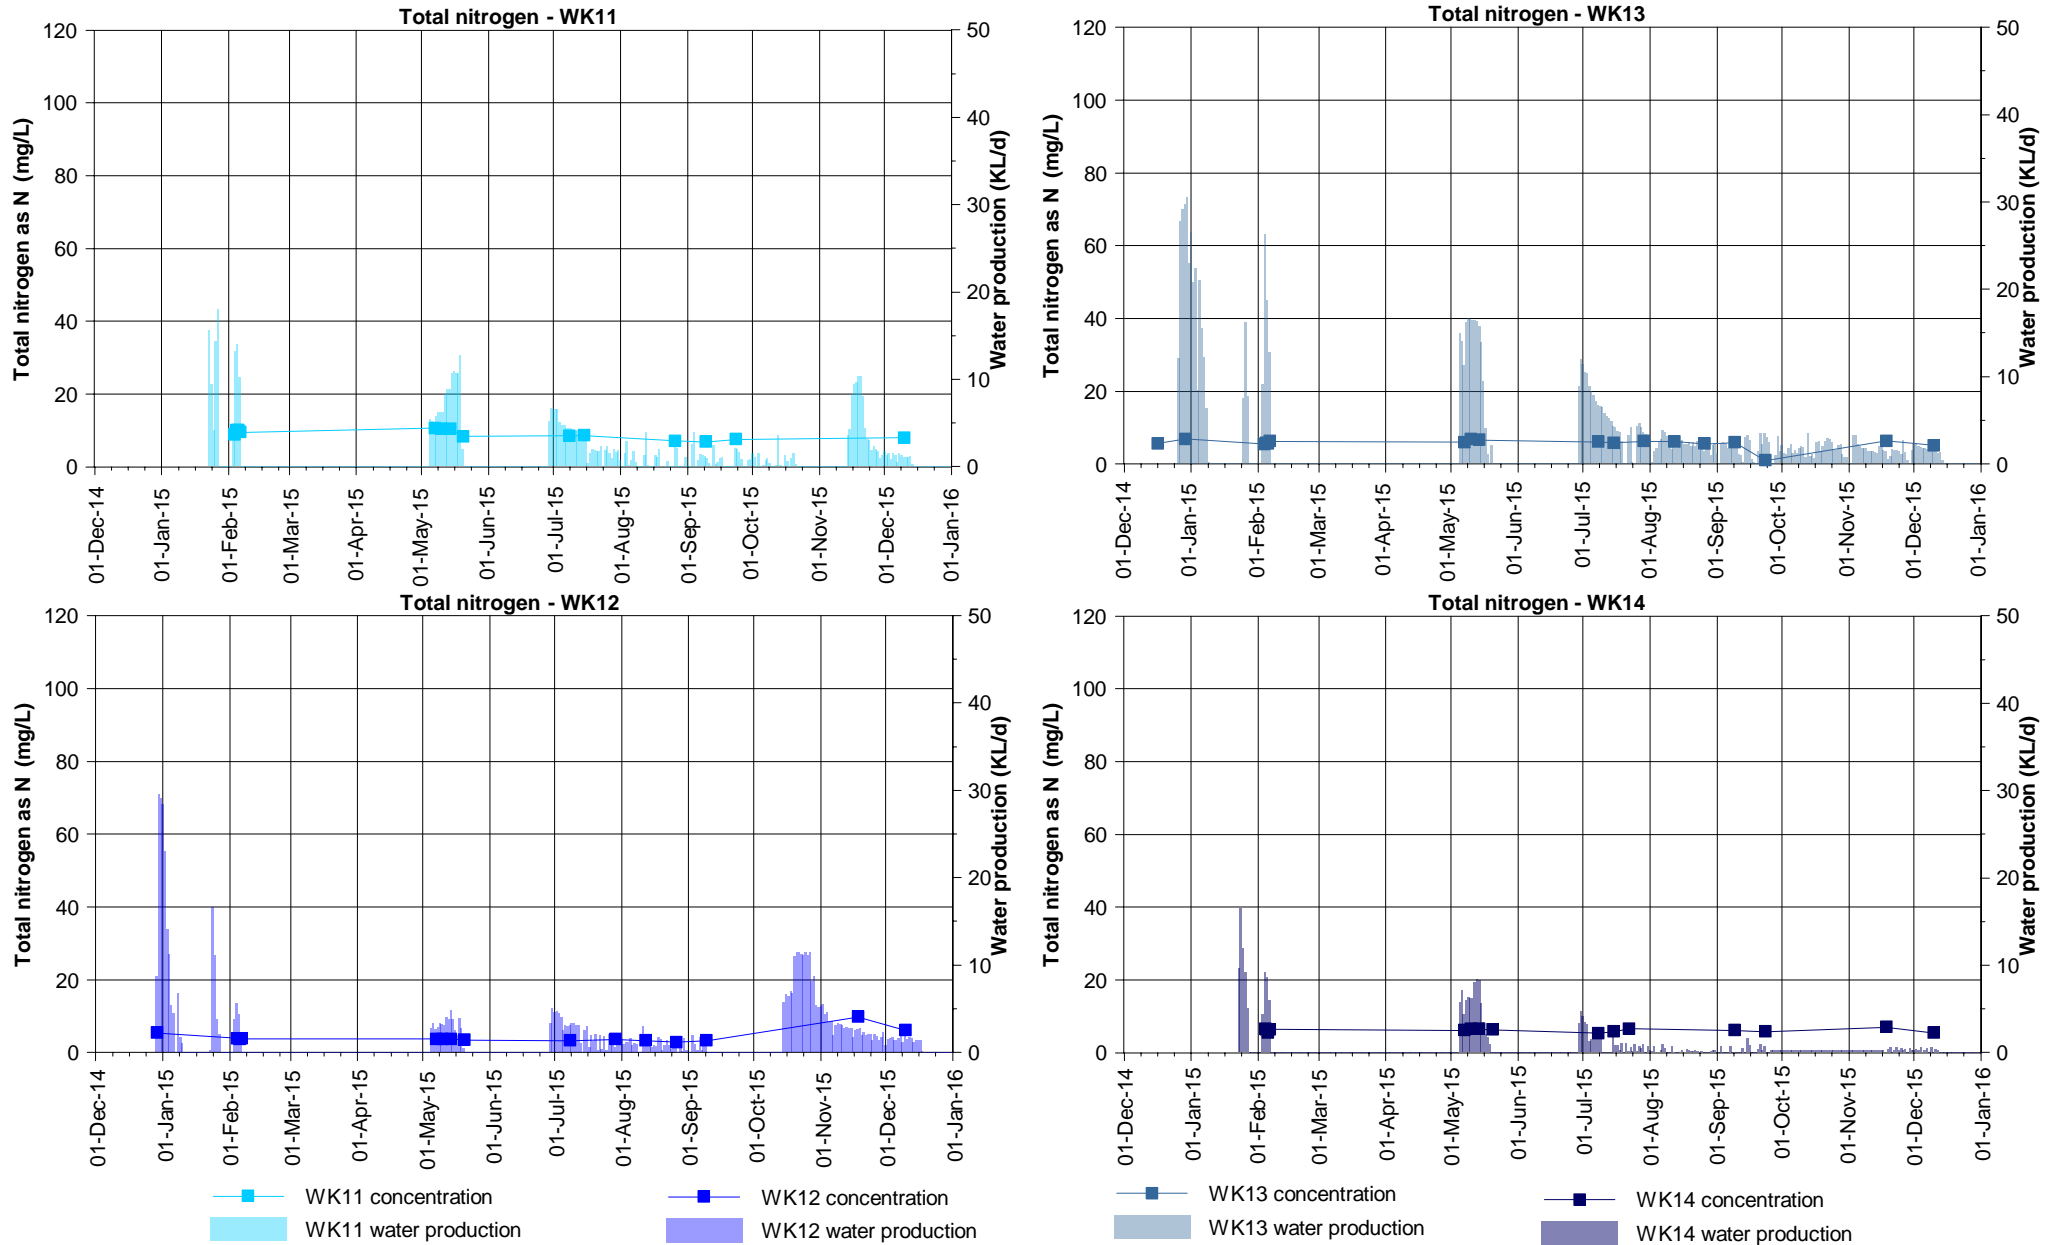 Total nitrogen - WK11
Total nitrogen as N (mg/L)
120
100
80
60
40
20
0
50
40
30
20
10
0
Water production (KL/d)
01-Dec-14
01-Jan-15
01-Feb-15
01-Mar-15
01-Apr-15
01-May-15
01-Jun-15
01-Jul-15
01-Aug-15
01-Sep-15
01-Oct-15
01-Nov-15
01-Dec-15
01-Jan-16
Total nitrogen - WK13
Total nitrogen as N (mg/L)
120
100
80
60
40
20
0
50
40
30
20
10
0
Water production (KL/d)
01-Dec-14
01-Jan-15
01-Feb-15
01-Mar-15
01-Apr-15
01-May-15
01-Jun-15
01-Jul-15
01-Aug-15
01-Sep-15
01-Oct-15
01-Nov-15
01-Dec-15
01-Jan-16
Total nitrogen - WK12
Total nitrogen as N (mg/L)
120
100
80
60
40
20
0
50
40
30
20
10
0
Water production (KL/d)
01-Dec-14
01-Jan-15
01-Feb-15
01-Mar-15
01-Apr-15
01-May-15
01-Jun-15
01-Jul-15
01-Aug-15
01-Sep-15
01-Oct-15
01-Nov-15
01-Dec-15
01-Jan-16
Total nitrogen - WK14
Total nitrogen as N (mg/L)
120
100
80
60
40
20
0
50
40
30
20
10
0
Water production (KL/d)
01-Dec-14
01-Jan-15
01-Feb-15
01-Mar-15
01-Apr-15
01-May-15
01-Jun-15
01-Jul-15
01-Aug-15
01-Sep-15
01-Oct-15
01-Nov-15
01-Dec-15
01-Jan-16
WK11 concentration
WK11 water production
WK12 concentration
WK12 water production
WK13 concentration
WK13 water production
WK14 concentration
WK14 water production